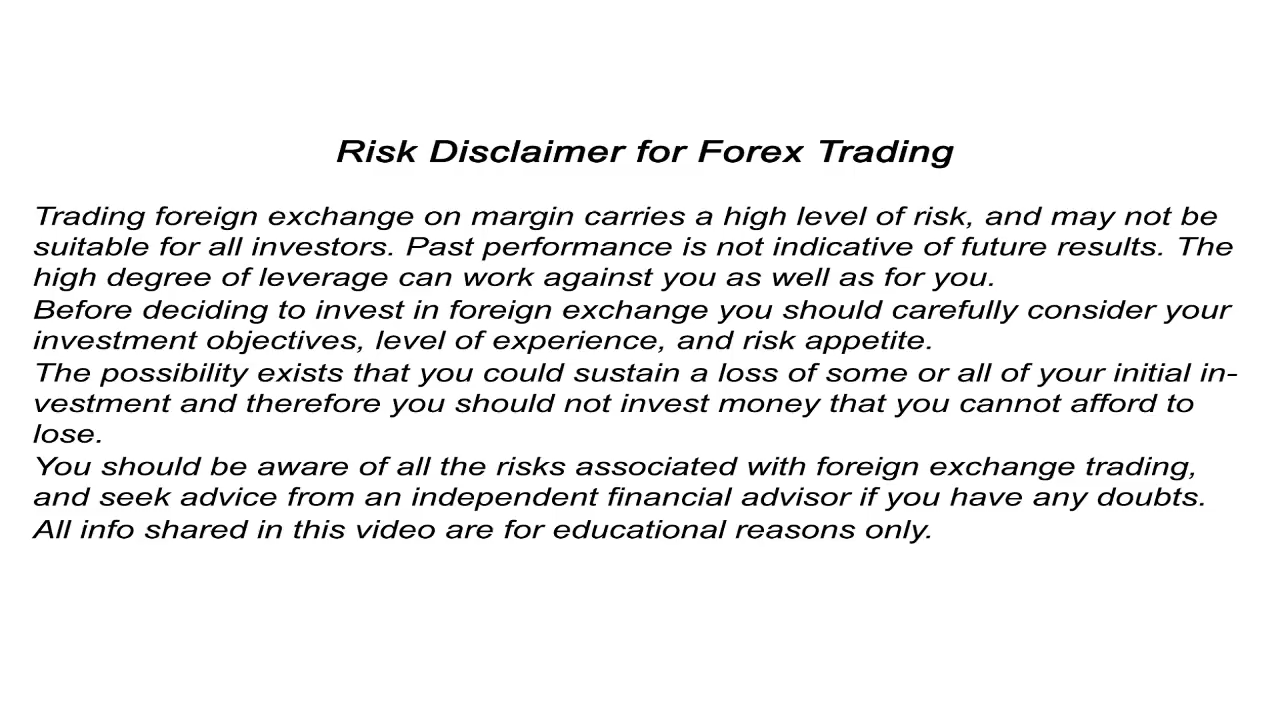 Risk Disclaimer for Forex Trading
Trading foreign exchange on margin carries a high level of risk, and may not be
suitable for all investors. Past performance is not indicative of future results. The
high degree of leverage can work against you as well as for you.
Before deciding to invest in foreign exchange you should carefully consider your
investment objectives, level of experience, and risk appetite.
The possibility exists that you could sustain a loss of some or all of your initial in-
vestment and therefore you should not invest money that you cannot afford to
lose.
You should be aware of all the risks associated with foreign exchange trading,
and seek advice from an independent financial advisor if you have any doubts.
All info shared in this video are for educational reasons only.